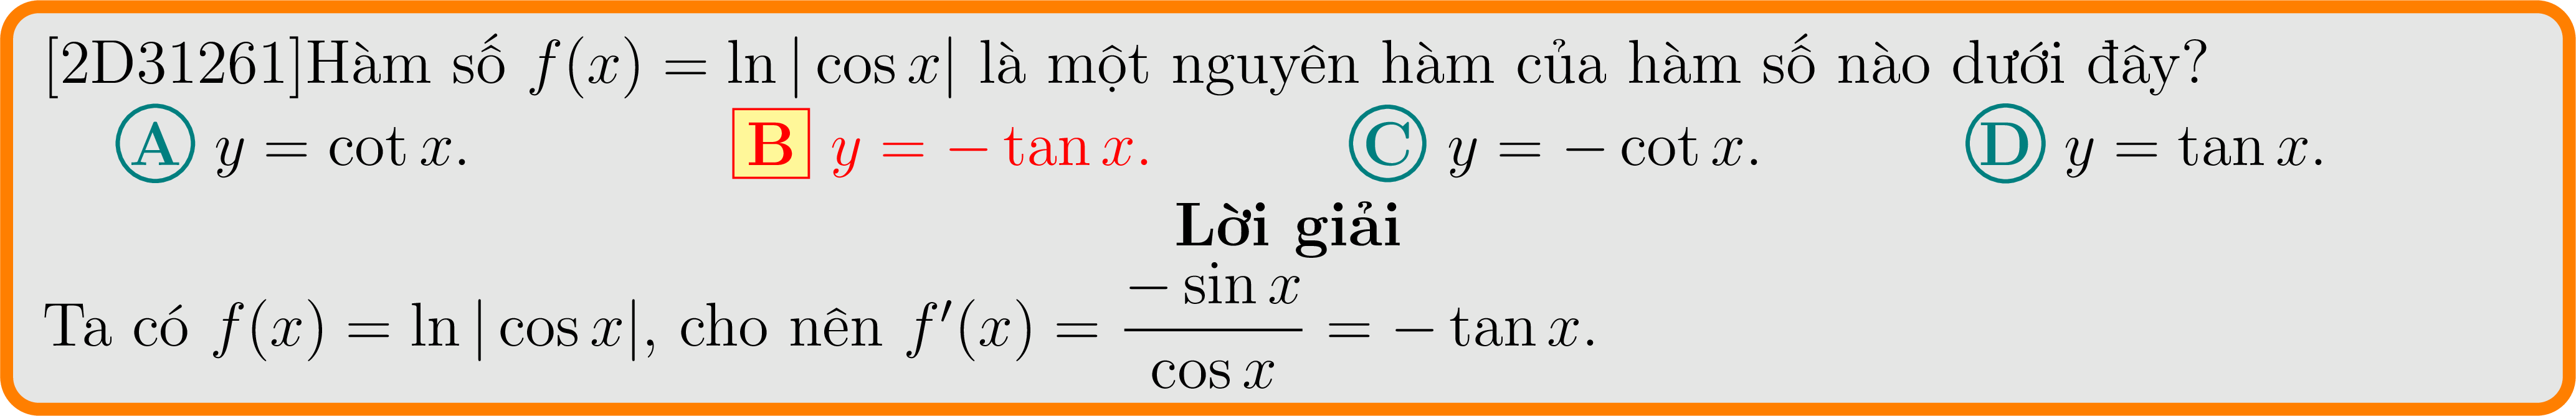 [2D31261]Hàm số f(x) = ln | cos x| là một nguyên hàm của hàm số nào dưới đây?
A y = cot x. B y = − tan x. C y = − cot x. D y = tan x.
Lời giải
Ta có f(x) = ln | cos x|, cho nên f′(x) = \frac{− sin x}{cos x} = − tan x.